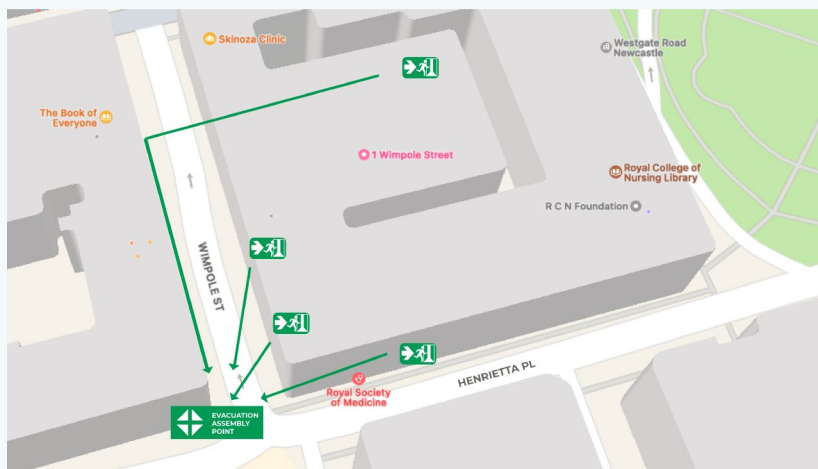 Skinoza Clinic
Westgate Road
Newcastle
The Book of
Everyone
1 Wimpole Street
Royal College of
Nursing Library
R C N Foundation
WIMPOLE ST
HENRIETTA PL
Royal Society
of Medicine
EVACUATION
ASSEMBLY
POINT